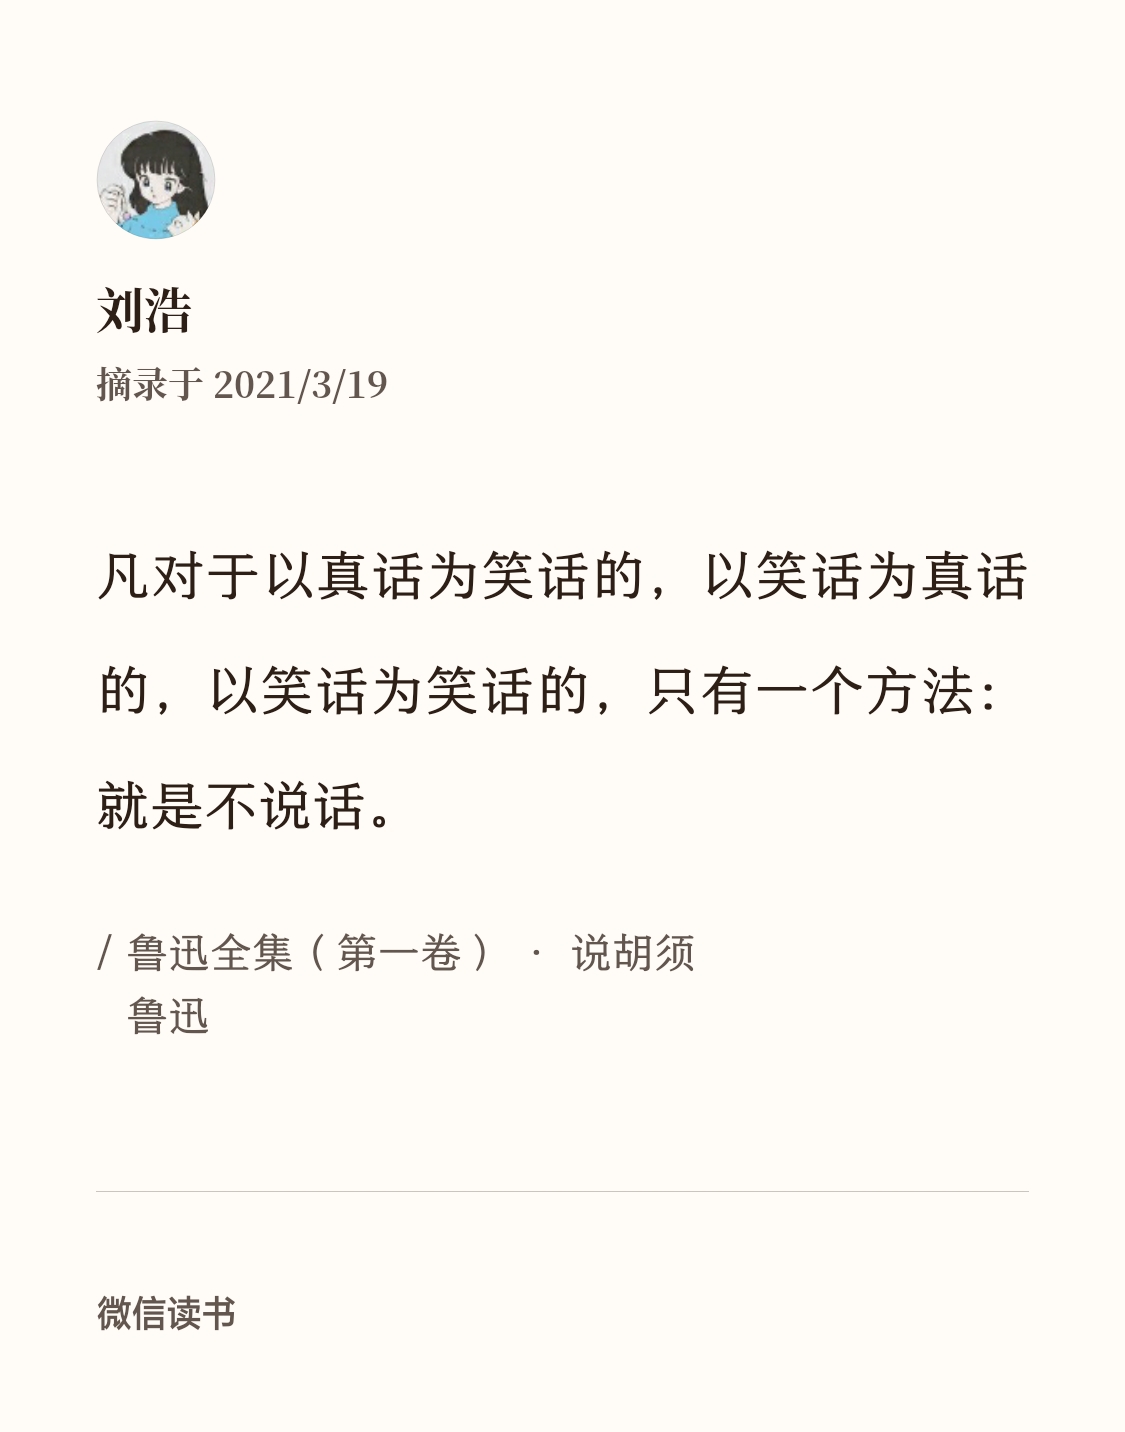 刘浩
摘录于 2021/3/19
凡对于以真话为笑话的，以笑话为真话
的，以笑话为笑话的，只有一个方法：
就是不说话。
/ 鲁迅全集（第一卷） · 说胡须
鲁迅
微信读书